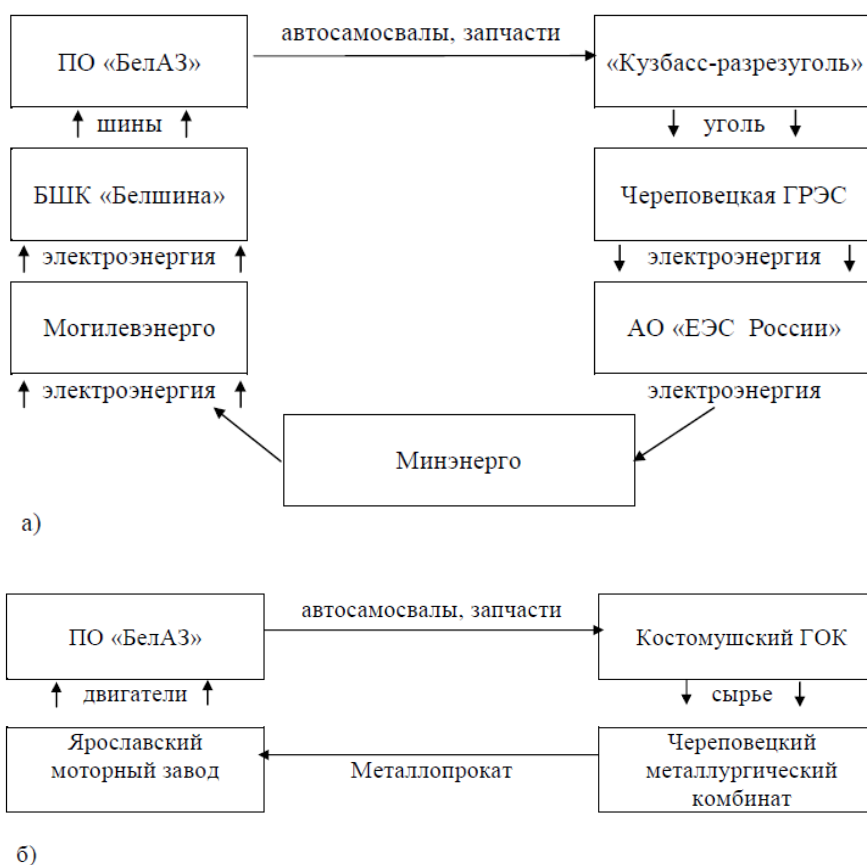 автосамосвалы, запчасти
ПО «БелАЗ»
«Кузбасс-разрезуголь»
шины
уголь
БШК «Белшина»
Череповецкая ГРЭС
электроэнергия
электроэнергия
Могилевэнерго
АО «ЕЭС России»
электроэнергия
электроэнергия
Минэнерго
а)
автосамосвалы, запчасти
ПО «БелАЗ»
Костомушский ГОК
двигатели
сырье
Ярославский
моторный завод
Металлопрокат
Череповецкий
металлургический
комбинат
б)